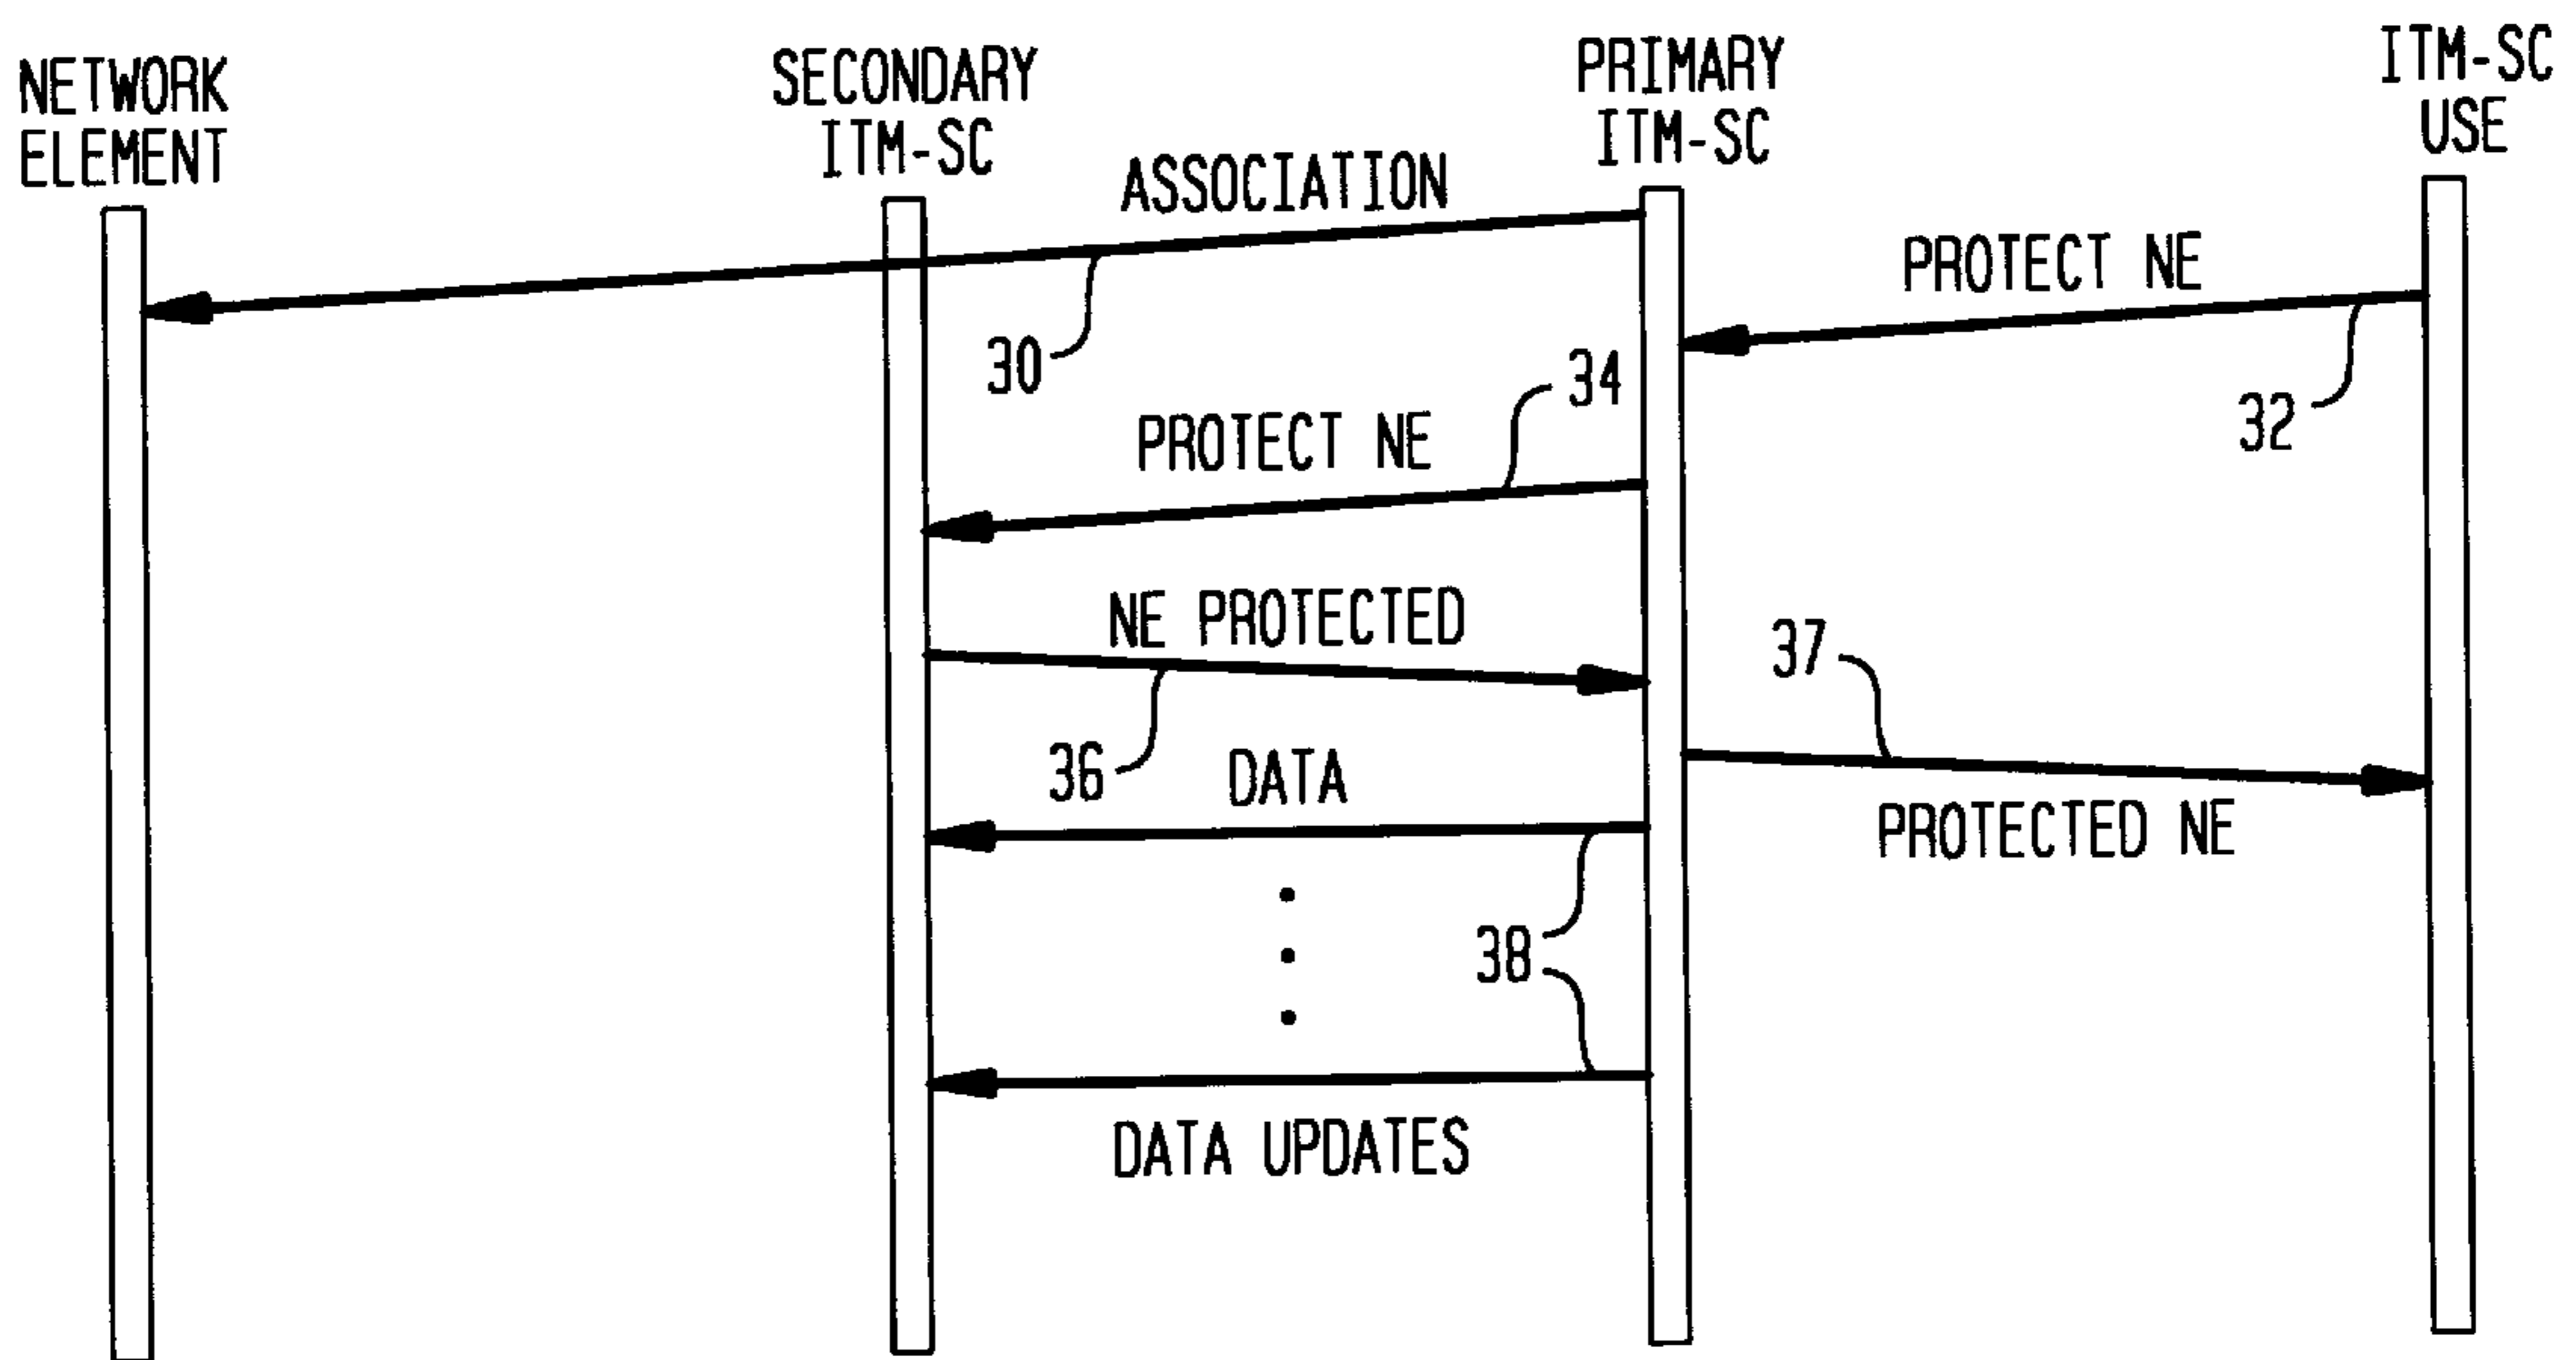 NETWORK
ELEMENT
SECONDARY
ITM-SC
PRIMARY
ITM-SC
ITM-SC
USE
ASSOCIATION
30
PROTECT NE
32
34
PROTECT NE
NE PROTECTED
36
37
PROTECTED NE
DATA
38
DATA UPDATES